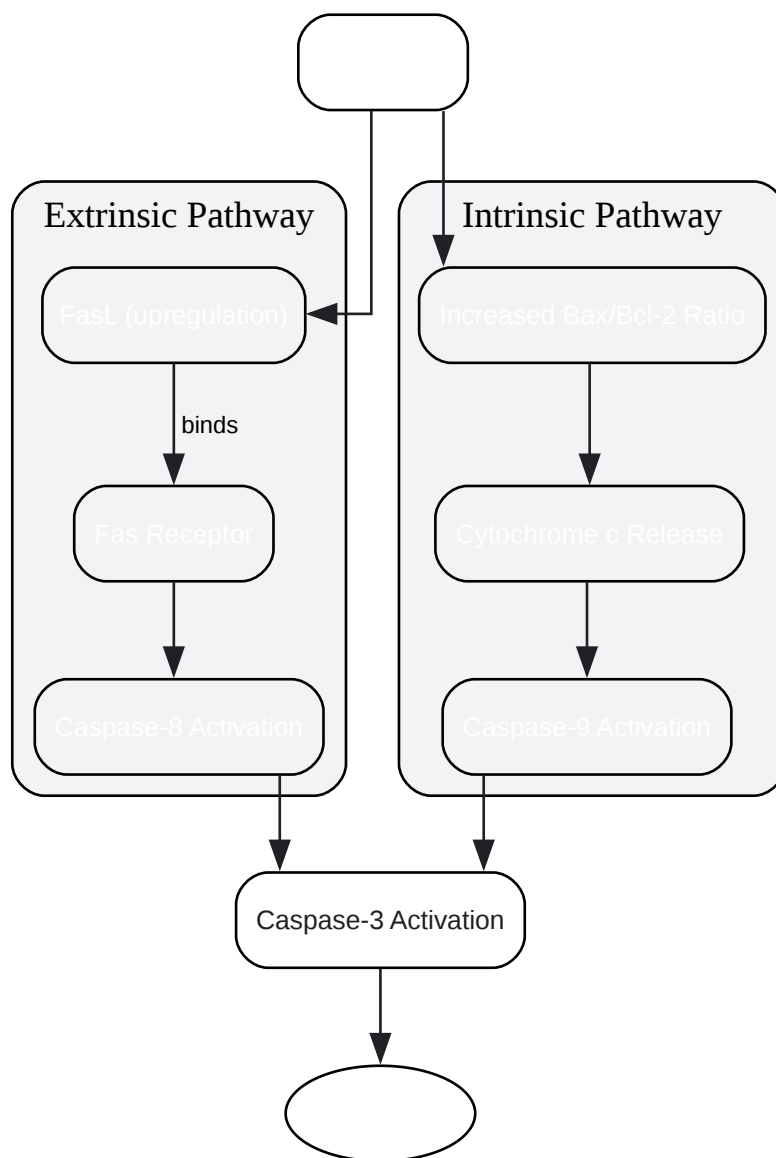 Extrinsic Pathway
Intrinsic Pathway
FasL (upregulation)
Increased Bax/Bcl-2 Ratio
binds
Fas Receptor
Cytochrome c Release
Caspase-8 Activation
Caspase-9 Activation
Caspase-3 Activation